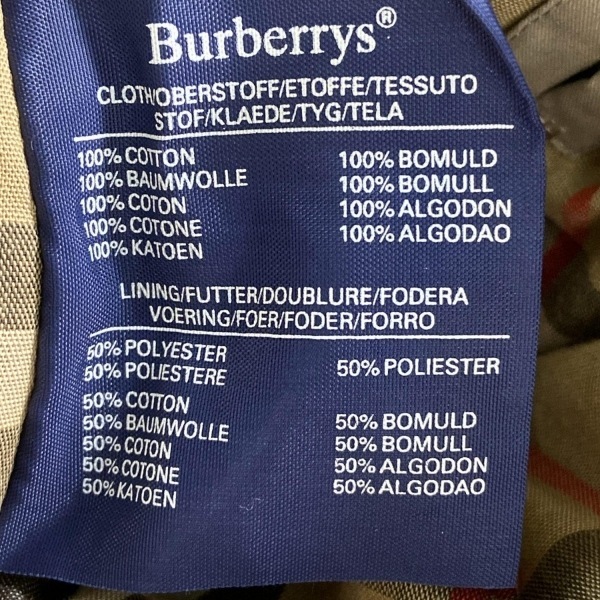 Burberrys®
CLOTH/OBERSTOFF/ETOFFE/TESSUTO
STOF/KLAEDE/TYG/TELA
100% COTTON 100% BOMULD
100% BAUMWOLLE 100% BOMULL
100% COTON 100% ALGODON
100% COTONE 100% ALGODAO
100% KATOEN
LINING/FUTTER/DOUBLURE/FODERA
VOERING/FOER/FODER/FORRO
50% POLYESTER 50% POLIESTER
50% POLIESTERE
50% COTTON
50% BAUMWOLLE 50% BOMULD
50% COTON 50% BOMULL
50% COTONE 50% ALGODON
50% KATOEN 50% ALGODAO